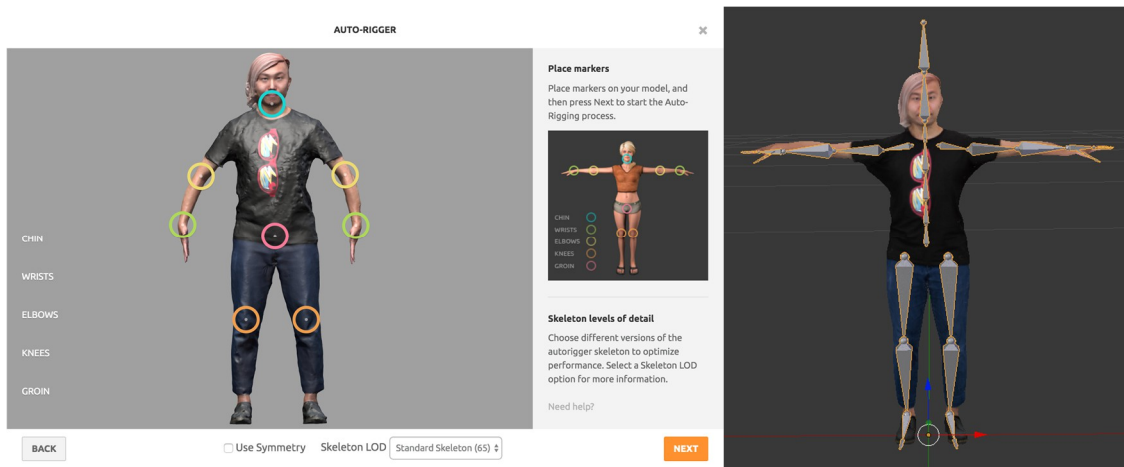 AUTO-RIGGER
×
CHIN
WRISTS
ELBOWS
KNEES
GROIN
Place markers
Place markers on your model, and
then press Next to start the Auto-
Rigging process.
CHIN
WRISTS
ELBOWS
KNEES
GROIN
Skeleton levels of detail
Choose different versions of the
autorigger skeleton to optimize
performance. Select a Skeleton LOD
option for more information.
Need help?
BACK
Use Symmetry
Skeleton LOD
Standard Skeleton (65)
NEXT